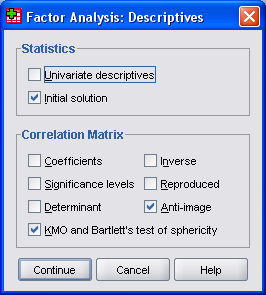 Factor Analysis: Descriptives
Statistics
Univariate descriptives
Initial solution
Correlation Matrix
Coefficients Inverse
Significance levels Reproduced
Determinant Anti-image
KMO and Bartlett's test of sphericity
Continue Cancel Help